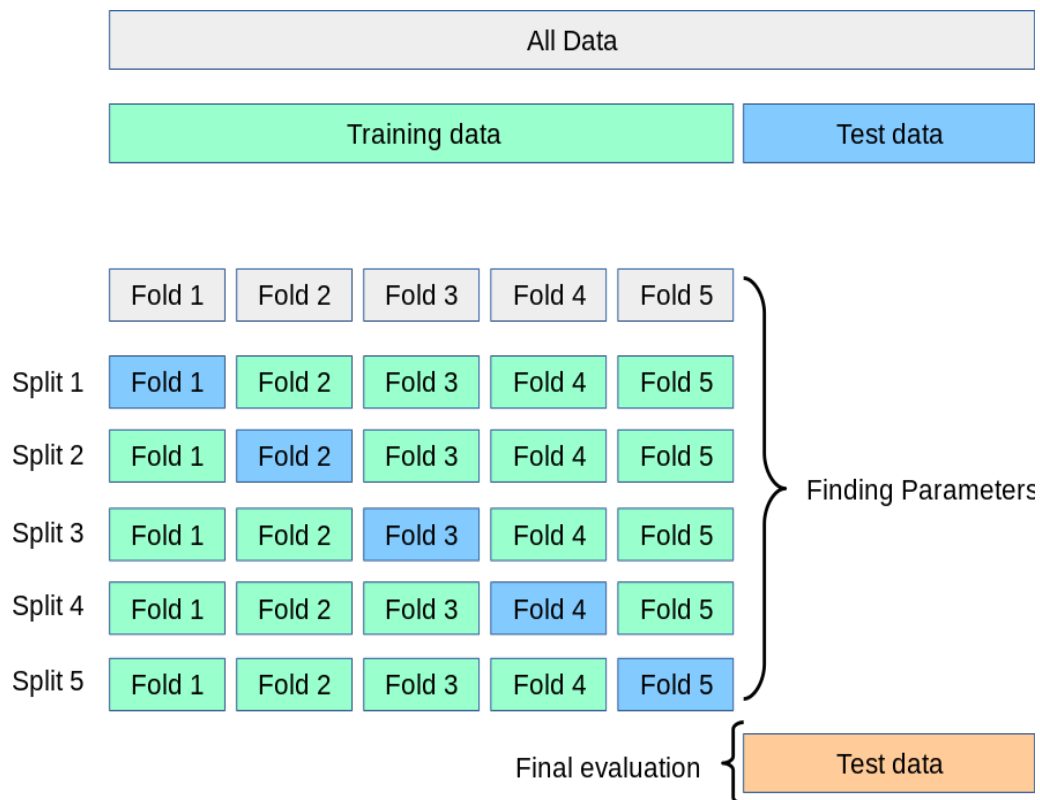 All Data
Training data Test data
Fold 1 Fold 2 Fold 3 Fold 4 Fold 5
Split 1 Fold 1 Fold 2 Fold 3 Fold 4 Fold 5
Split 2 Fold 1 Fold 2 Fold 3 Fold 4 Fold 5
Split 3 Fold 1 Fold 2 Fold 3 Fold 4 Fold 5
Split 4 Fold 1 Fold 2 Fold 3 Fold 4 Fold 5
Split 5 Fold 1 Fold 2 Fold 3 Fold 4 Fold 5
Finding Parameters
Final evaluation Test data